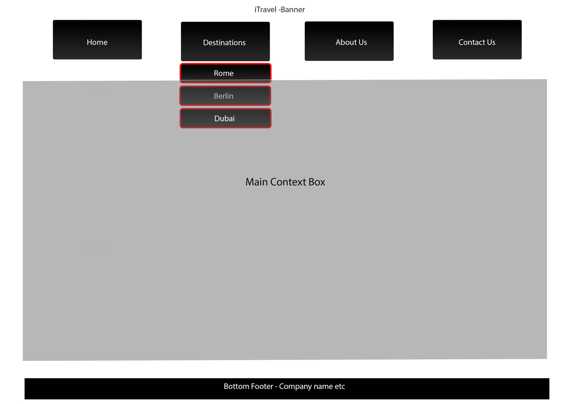 iTravel -Banner
Home
Destinations
About Us
Contact Us
Rome
Berlin
Dubai
Main Context Box
Bottom Footer - Company name etc